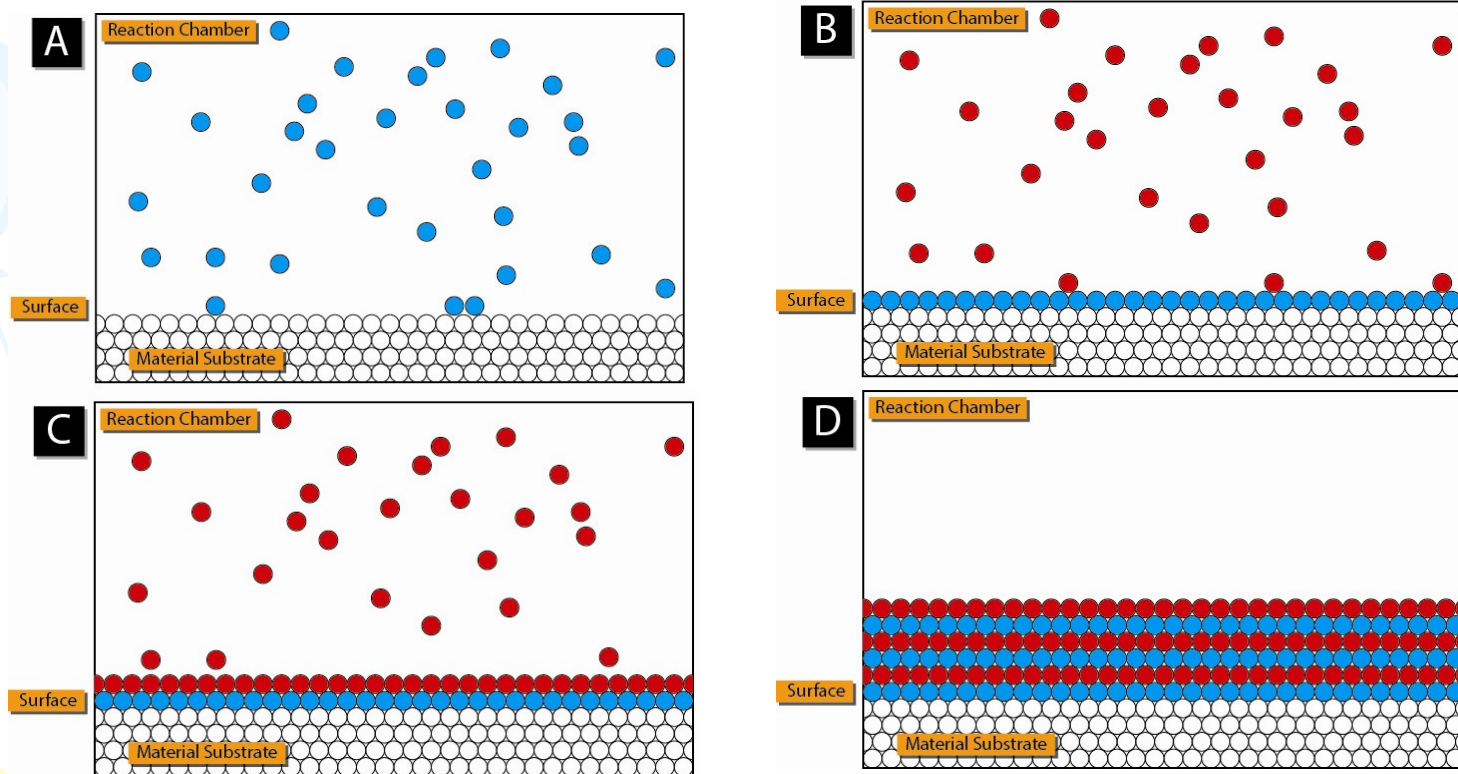 A
Reaction Chamber
Surface
Material Substrate
B
Reaction Chamber
Surface
Material Substrate
C
Reaction Chamber
Surface
Material Substrate
D
Reaction Chamber
Surface
Material Substrate